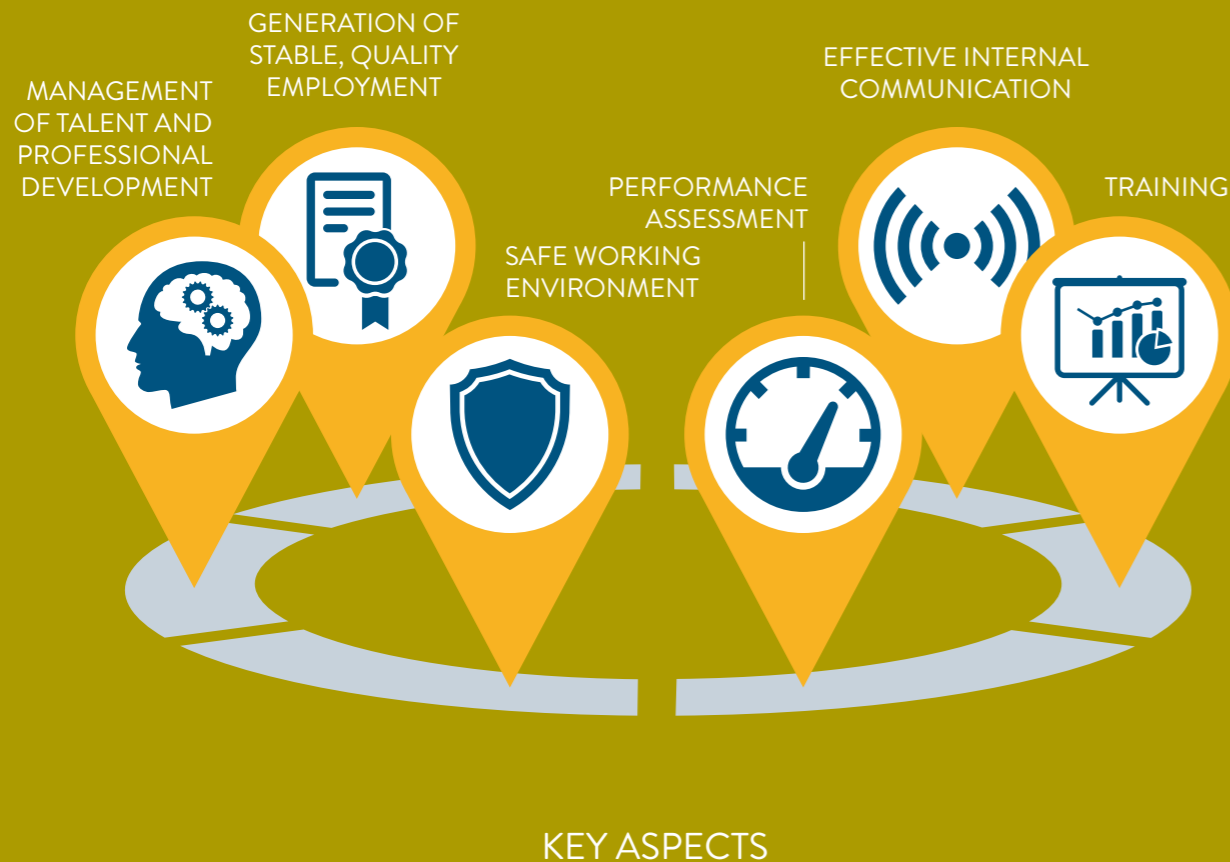 GENERATION OF
STABLE, QUALITY
EMPLOYMENT
MANAGEMENT
OF TALENT AND
PROFESSIONAL
DEVELOPMENT
EFFECTIVE INTERNAL
COMMUNICATION
PERFORMANCE
ASSESSMENT
TRAINING
SAFE WORKING
ENVIRONMENT
KEY ASPECTS